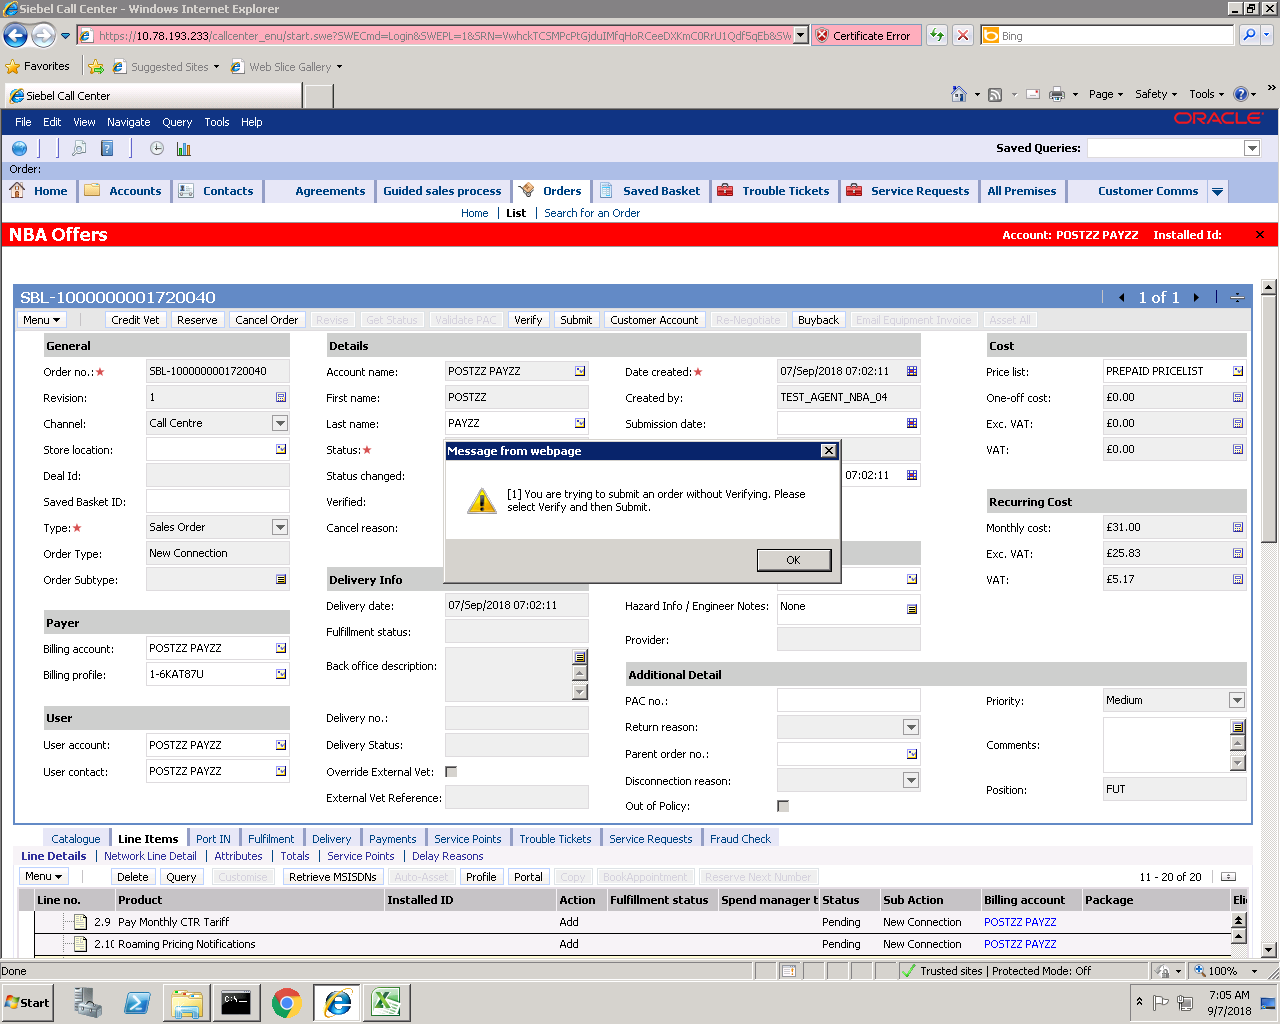 Siebel Call Center - Windows Internet Explorer
https://10.78.193.233/callcenter_enu/start.swe?SWECmd=Login&SWEPL=1&SRN= Certificate Error Bing
Favorites Suggested Sites Web Slice Gallery
Siebel Call Center Page Safety Tools
File Edit View Navigate Query Tools Help ORACLE
Saved Queries:
Order:
Home Accounts Contacts Agreements Guided sales process Orders Saved Basket Trouble Tickets Service Requests All Premises Customer Comms
Home List Search for an Order
NBA Offers Account: POSTZZ PAYZZ Installed Id:
SBL-1000000001720040 1 of 1
Menu Credit Vet Reserve Cancel Order Revise Get Status Validate PAC Verify Submit Customer Account Re-Negotiate Buyback Email Equipment Invoice Asset All
General Details Cost
Order no.: SBL-1000000001720040 Account name: POSTZZ PAYZZ Date created: 07/Sep/2018 07:02:11 Price list: PREPAID PRICELIST
Revision: 1 First name: POSTZZ Created by: TEST_AGENT_NBA_04 One-off cost: £0.00
Channel: Call Centre Last name: PAYZZ Submission date: Exc. VAT: £0.00
Store location: Status: VAT: £0.00
Deal Id: Status changed: 07:02:11
Saved Basket ID: Verified: Recurring Cost
Type: Sales Order Cancel reason: Monthly cost: £31.00
Order Type: New Connection Exc. VAT: £25.83
Order Subtype: Delivery Info VAT: £5.17
Message from webpage
[1] You are trying to submit an order without Verifying. Please
select Verify and then Submit.
OK
Delivery date: 07/Sep/2018 07:02:11 Hazard Info / Engineer Notes: None
Payer Fulfillment status: Provider:
Billing account: POSTZZ PAYZZ Back office description: Additional Detail
Billing profile: 1-6KAT87U PAC no.: Priority: Medium
User Delivery no.: Return reason:
User account: POSTZZ PAYZZ Delivery Status: Parent order no.: Comments:
User contact: POSTZZ PAYZZ Override External Vet: Disconnection reason: Position: FUT
External Vet Reference: Out of Policy:
Catalogue Line Items Port IN Fulfilment Delivery Payments Service Points Trouble Tickets Service Requests Fraud Check
Line Details Network Line Detail Attributes Totals Service Points Delay Reasons
Menu Delete Query Customise Retrieve MSISDNs Auto-Asset Profile Portal Copy BookAppointment Reserve Next Number 11 - 20 of 20
Line no. Product Installed ID Action Fulfillment status Spend manager t Status Sub Action Billing account Package Eli
2.9 Pay Monthly CTR Tariff Add Pending New Connection POSTZZ PAYZZ
2.10 Roaming Pricing Notifications Add Pending New Connection POSTZZ PAYZZ
Done Trusted sites | Protected Mode: Off 100%
Start 7:05 AM
9/7/2018